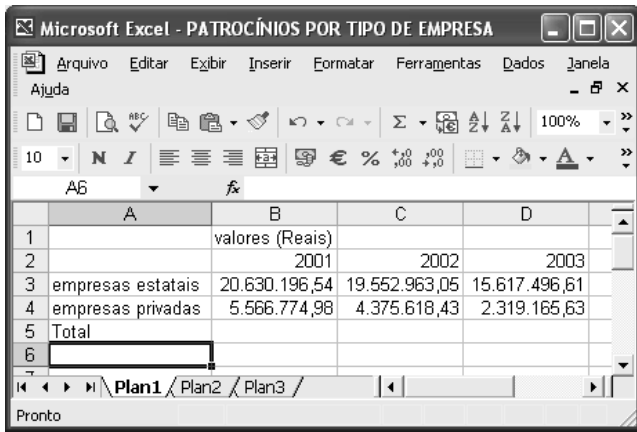 Microsoft Excel - PATROCÍNIOS POR TIPO DE EMPRESA
Arquivo Editar Exibir Inserir Formatar Ferramentas Dados Janela
Ajuda
100%
10 N I € % ,00 ,00
A6 fx
A B C D
1 valores (Reais)
2 2001 2002 2003
3 empresas estatais 20.630.196,54 19.552.963,05 15.617.496,61
4 empresas privadas 5.566.774,98 4.375.618,43 2.319.165,63
5 Total
6
Plan1 Plan2 Plan3
Pronto